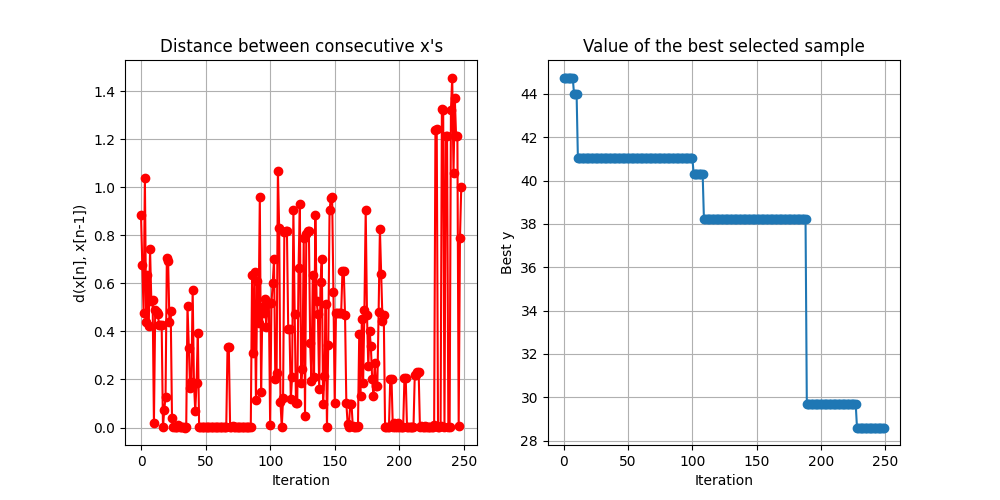 Distance between consecutive x's
d(x[n], x[n-1])
1.4
1.2
1.0
0.8
0.6
0.4
0.2
0.0
0 50 100 150 200 250
Iteration
Value of the best selected sample
Best y
44
42
40
38
36
34
32
30
28
0 50 100 150 200 250
Iteration